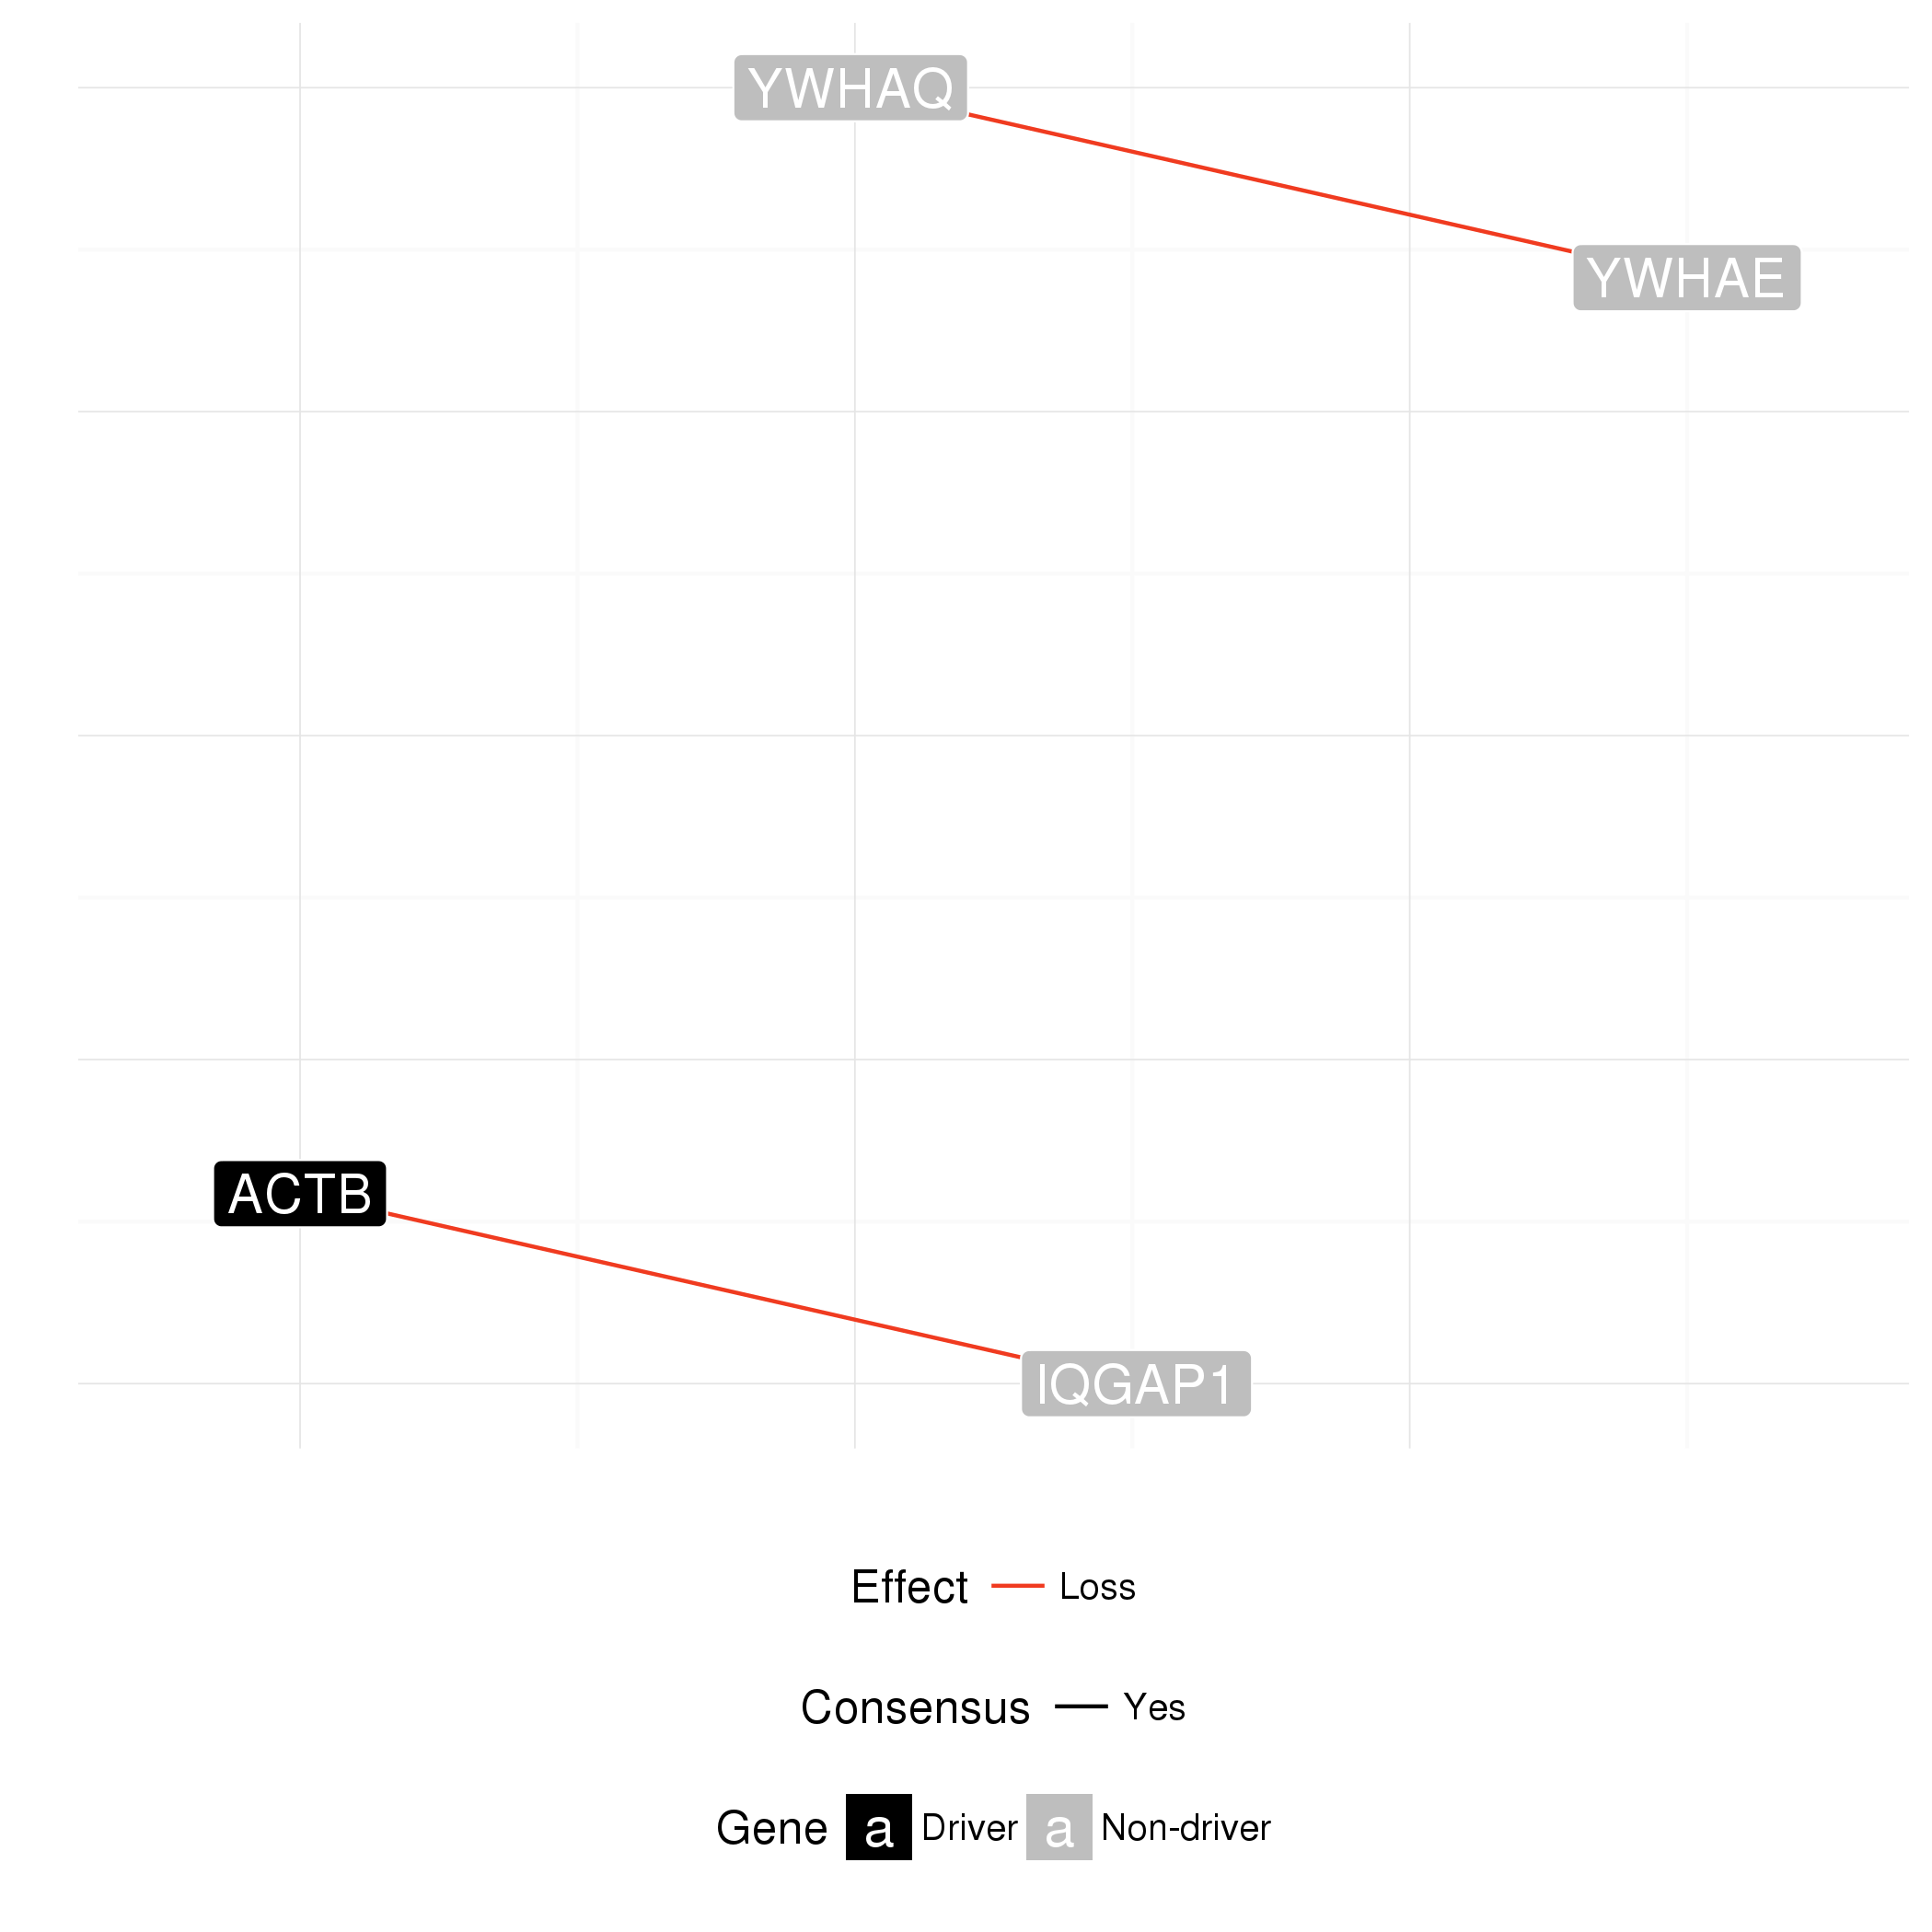 YWHAQ
YWHAE
ACTB
IQGAP1
Effect Loss
Consensus Yes
Gene a Driver a Non-driver